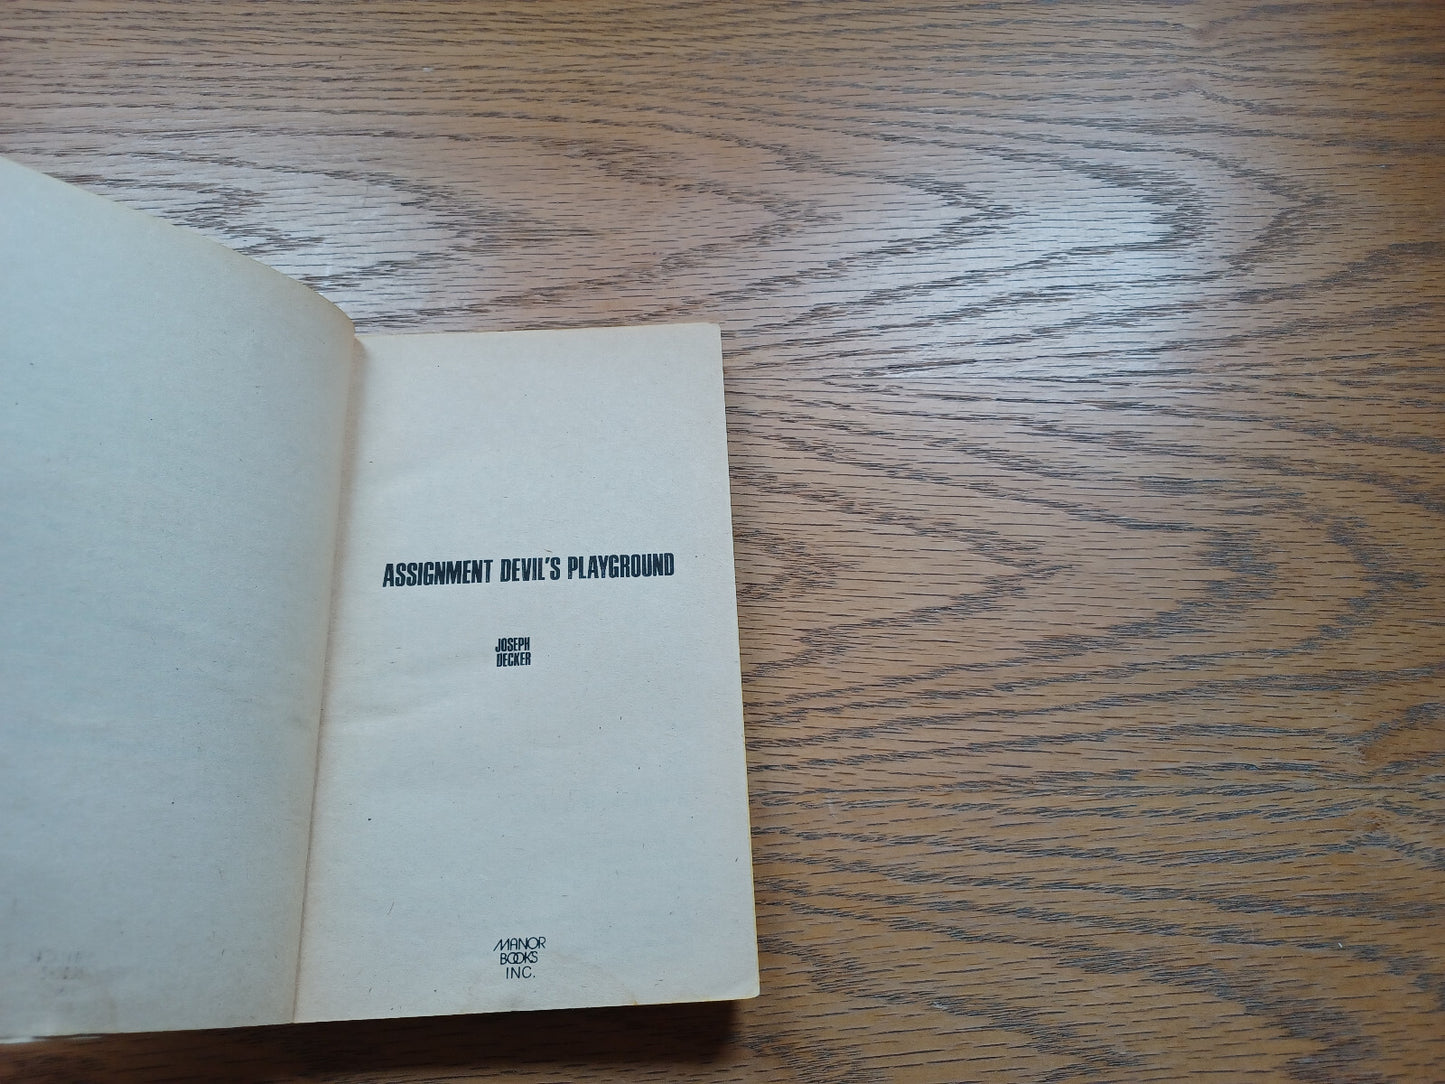 ASSIGNMENT DEVIL'S PLAYGROUND
JOSEPH
DECKER
MANOR
BOOKS
INC.